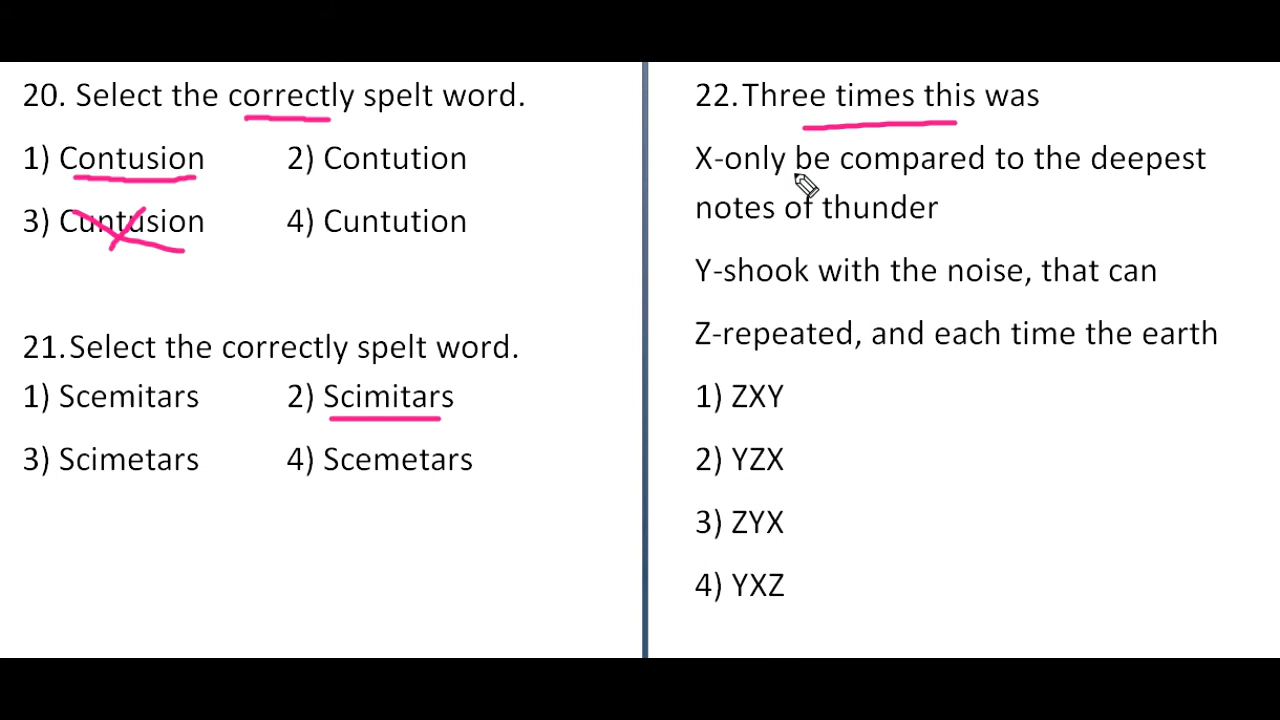 20. Select the correctly spelt word.
1) Contusion 2) Contution
3) Cuntusion 4) Cuntution
21. Select the correctly spelt word.
1) Scemitars 2) Scimitars
3) Scimetars 4) Scemetars
22. Three times this was
X-only be compared to the deepest
notes of thunder
Y-shook with the noise, that can
Z-repeated, and each time the earth
1) ZXY
2) YZX
3) ZYX
4) YXZ